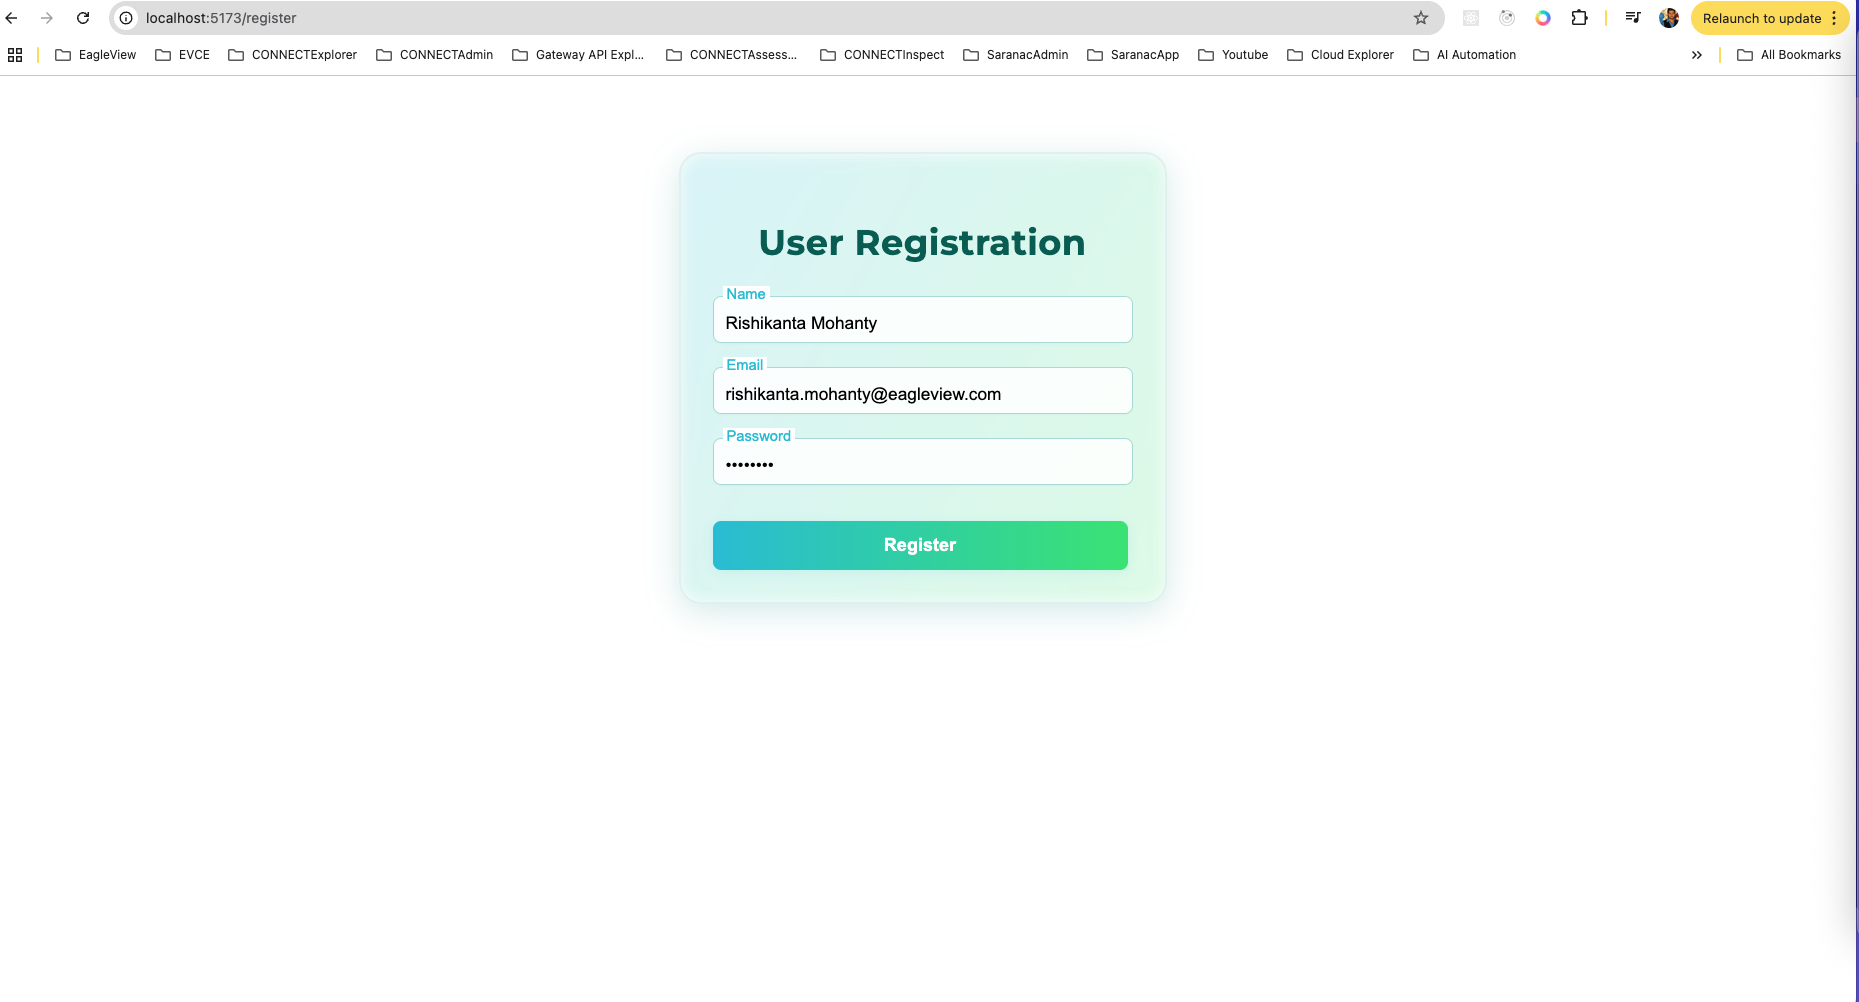 localhost:5173/register
Relaunch to update
EagleView EVCE CONNECTExplorer CONNECTAdmin Gateway API Expl... CONNECTAssess... CONNECTInspect SaranacAdmin SaranacApp Youtube Cloud Explorer AI Automation All Bookmarks
User Registration
Name
Rishikanta Mohanty
Email
rishikanta.mohanty@eagleview.com
Password
••••••••
Register